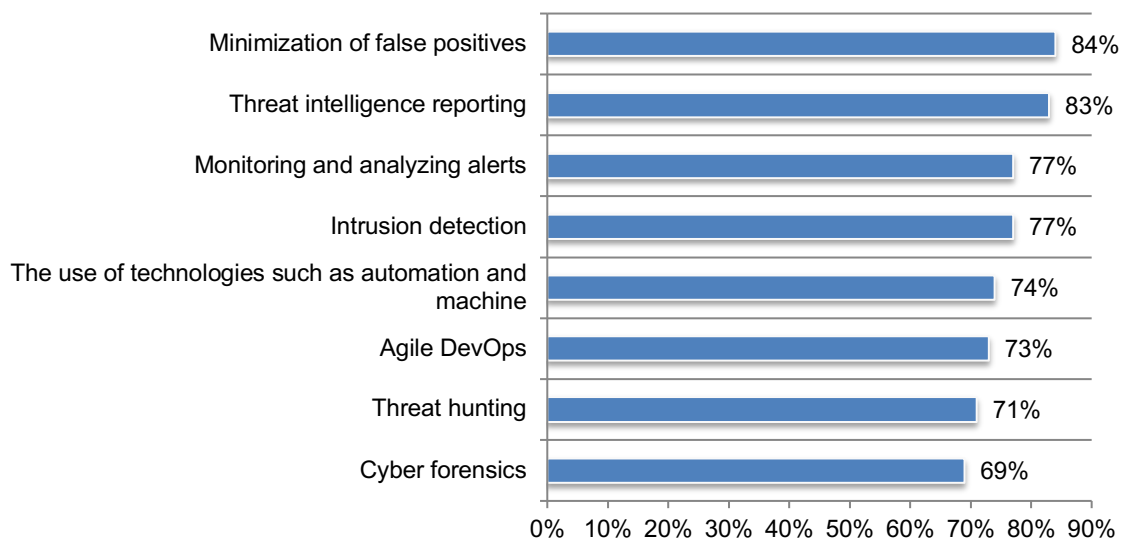 Minimization of false positives 84%
Threat intelligence reporting 83%
Monitoring and analyzing alerts 77%
Intrusion detection 77%
The use of technologies such as automation and
machine 74%
Agile DevOps 73%
Threat hunting 71%
Cyber forensics 69%
0% 10% 20% 30% 40% 50% 60% 70% 80% 90%